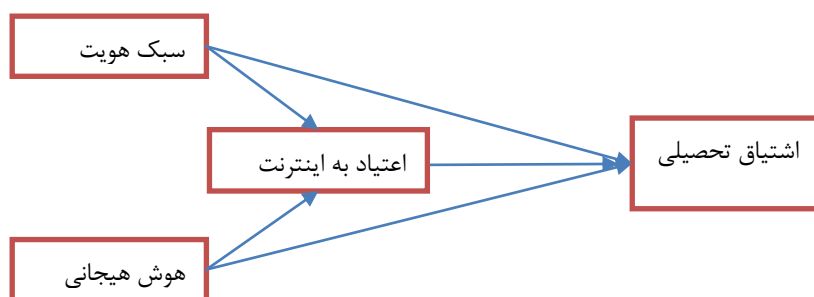 سبک هویت
اعتیاد به اینترنت
اشتیاق تحصیلی
هوش هیجانی